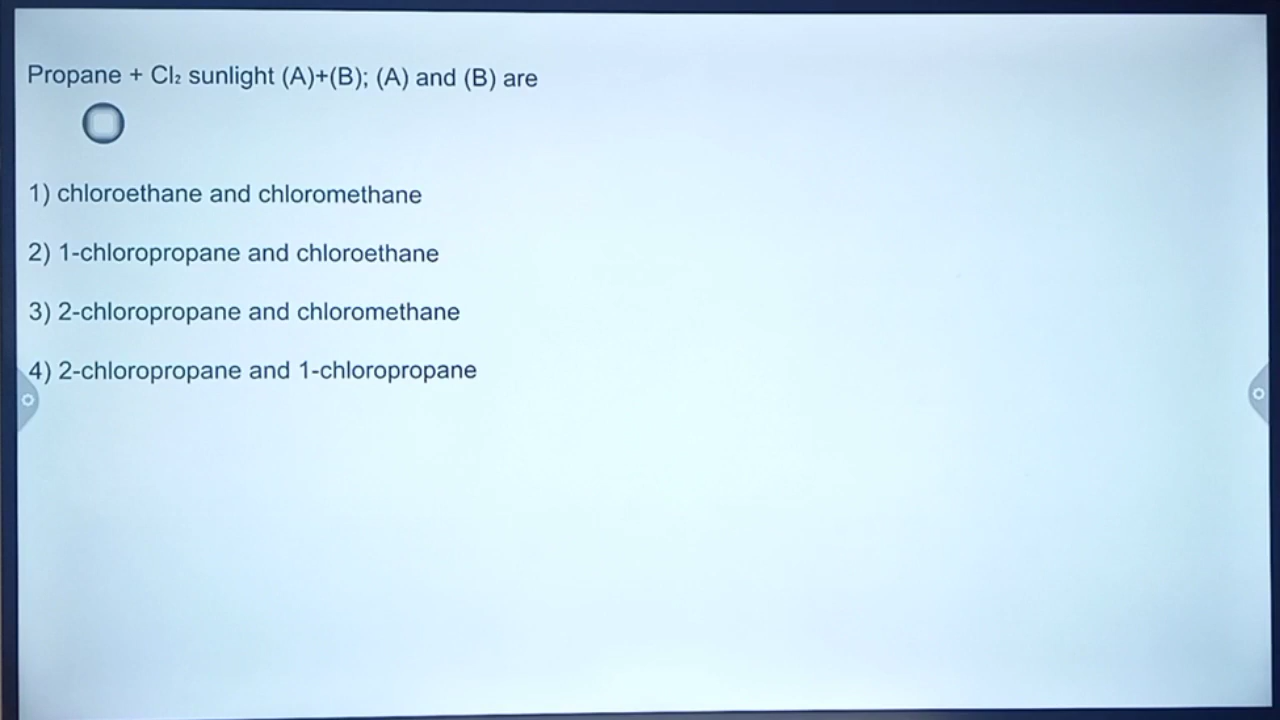 Propane + Cl₂ sunlight (A)+(B); (A) and (B) are
1) chloroethane and chloromethane
2) 1-chloropropane and chloroethane
3) 2-chloropropane and chloromethane
4) 2-chloropropane and 1-chloropropane